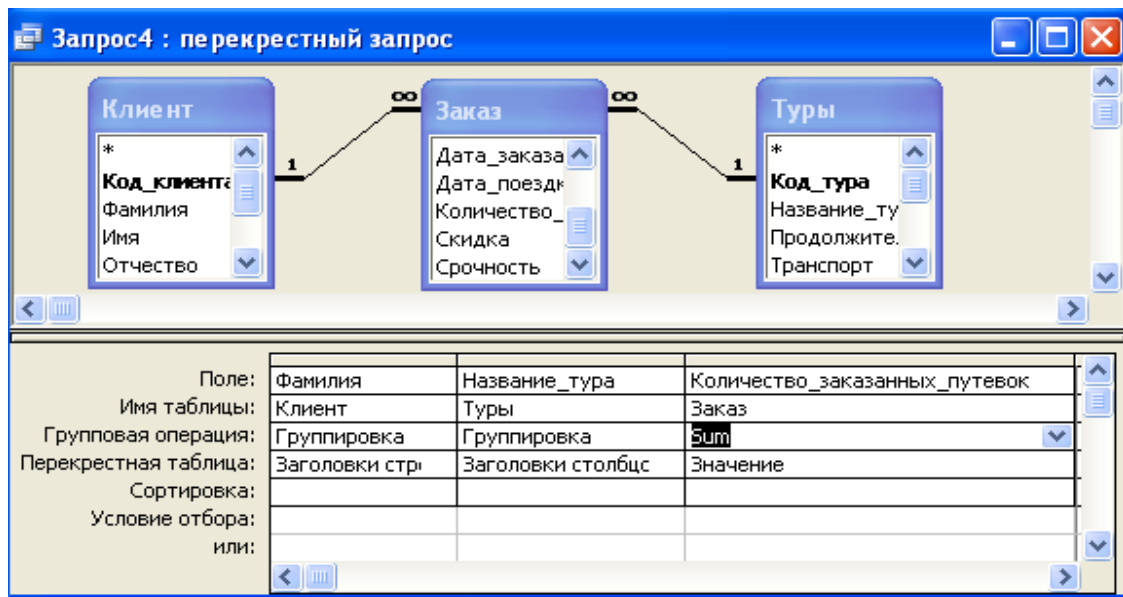 Запрос4 : перекрестный запрос
Клиент
*
Код_клиента
Фамилия
Имя
Отчество
1
∞
Заказ
Дата_заказа
Дата_поездк
Количество_
Скидка
Срочность
∞
1
Туры
*
Код_тура
Название_ту
Продолжите.
Транспорт
Поле: Фамилия Название_тура Количество_заказанных_путевок
Имя таблицы: Клиент Туры Заказ
Групповая операция: Группировка Группировка Sum
Перекрестная таблица: Заголовки стро Заголовки столбцс Значение
Сортировка:
Условие отбора:
или: